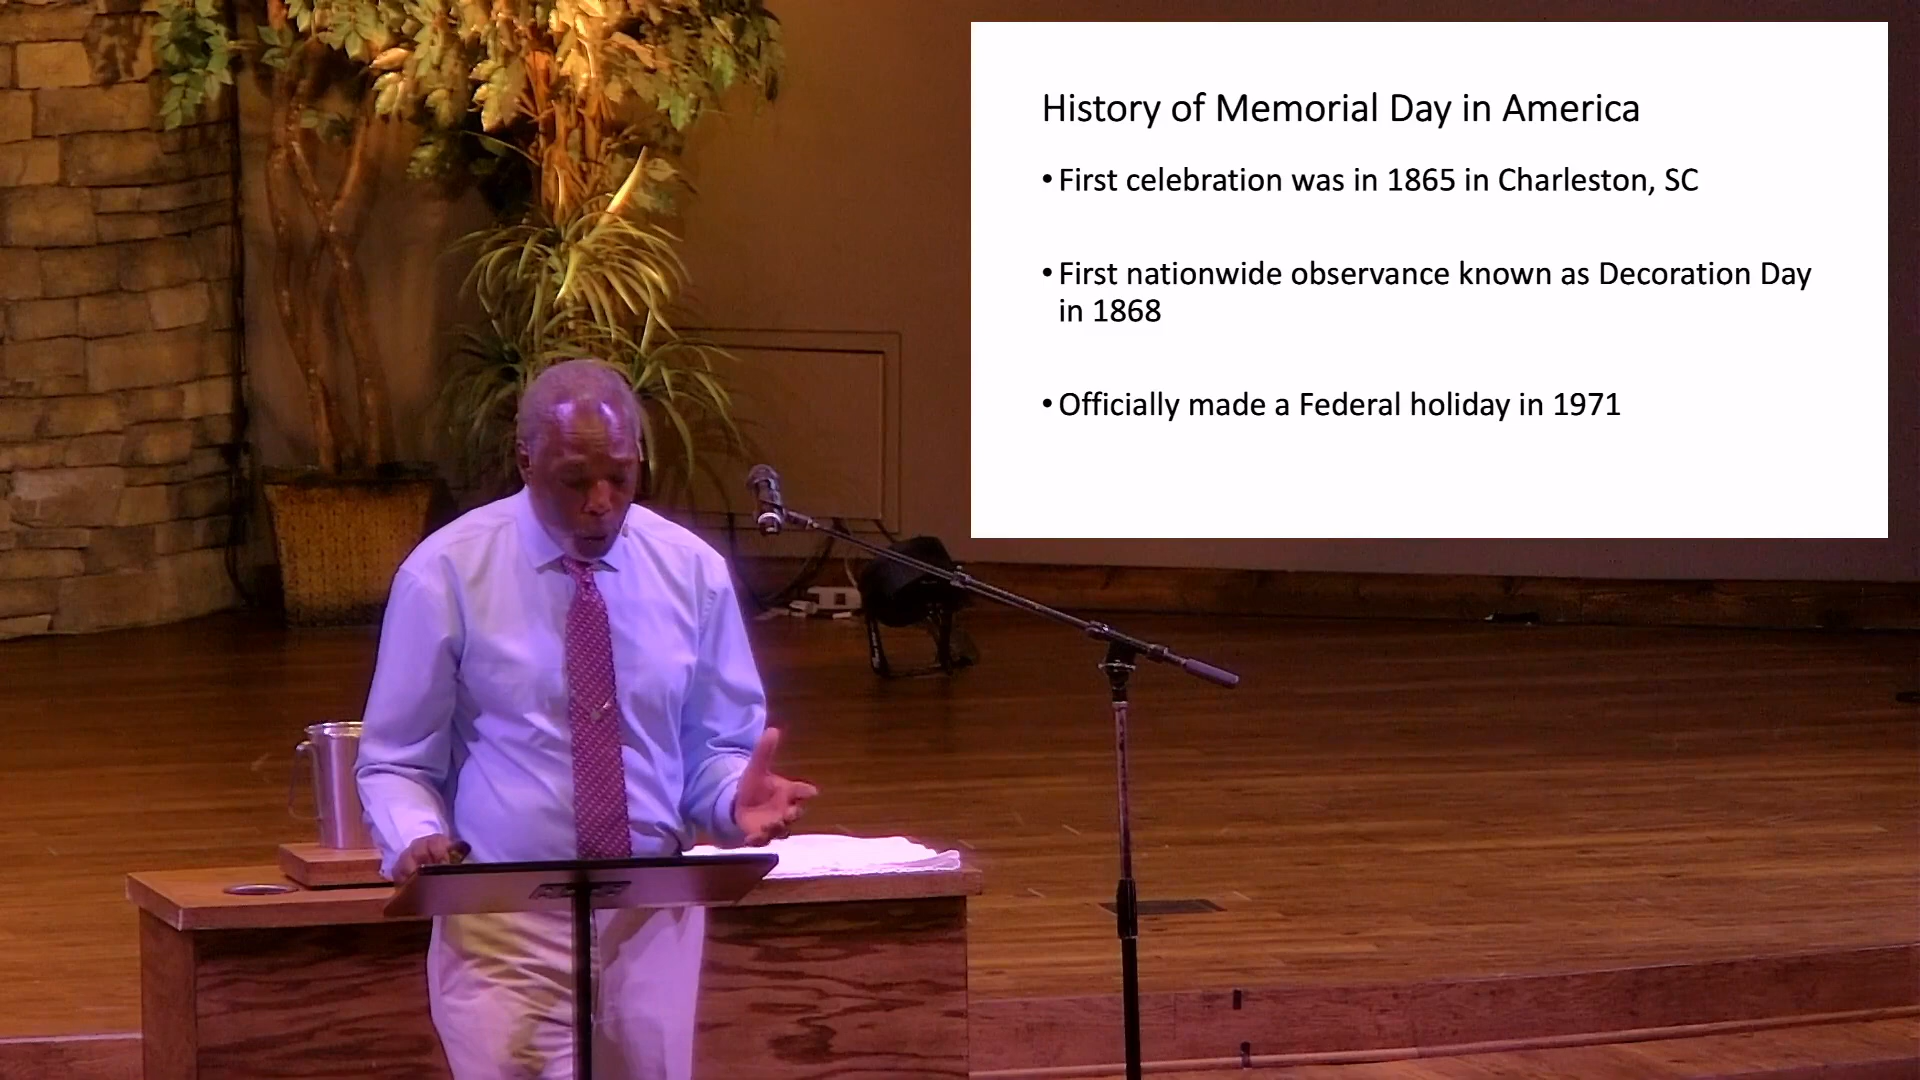 History of Memorial Day in America
• First celebration was in 1865 in Charleston, SC
• First nationwide observance known as Decoration Day
in 1868
• Officially made a Federal holiday in 1971